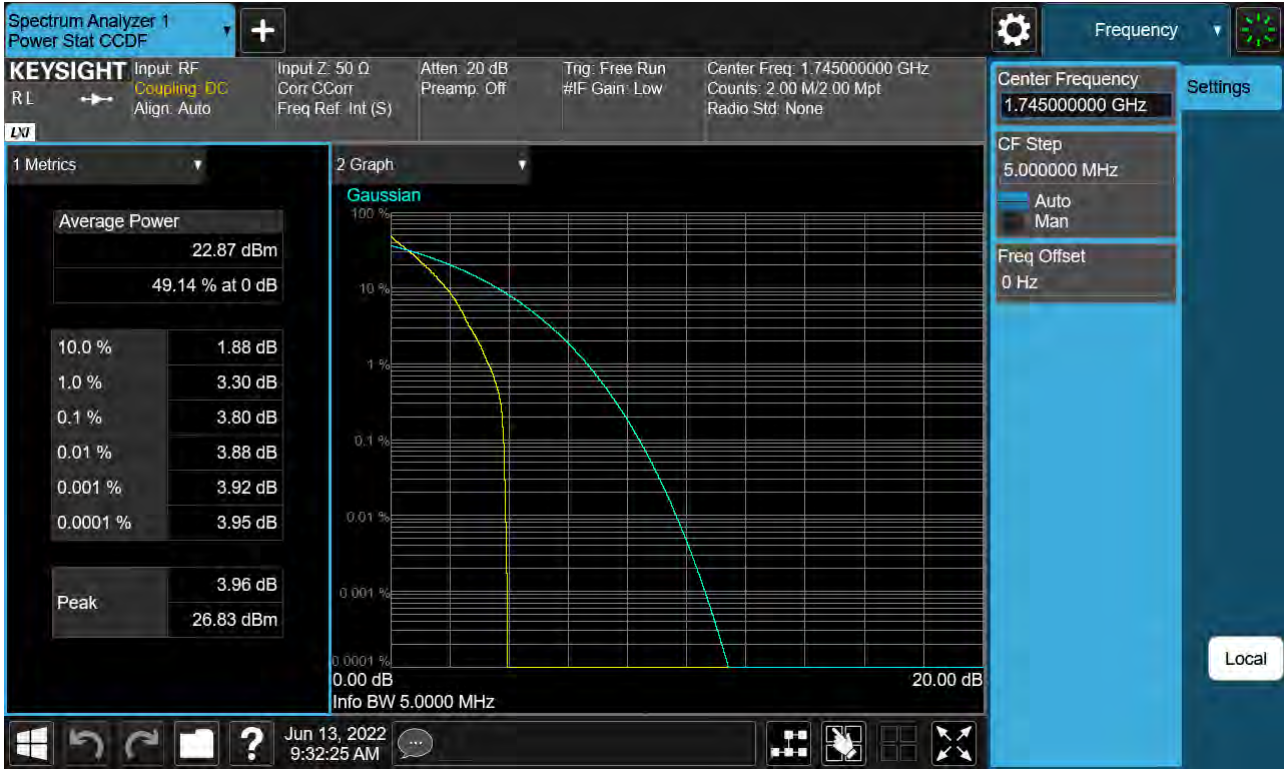 Spectrum Analyzer 1
Power Stat CCDF
+
Frequency
KEYSIGHT
R L
LXI
Input: RF
Coupling: DC
Align: Auto
Input Z: 50 Ω
Corr CCorr
Freq Ref: Int (S)
Atten: 20 dB
Preamp: Off
Trig: Free Run
#IF Gain: Low
Center Freq: 1.745000000 GHz
Counts: 2.00 M/2.00 Mpt
Radio Std: None
Center Frequency
1.745000000 GHz
Settings
CF Step
5.000000 MHz
Auto
Man
Freq Offset
0 Hz
Local
1 Metrics
Average Power
22.87 dBm
49.14 % at 0 dB
10.0 % 1.88 dB
1.0 % 3.30 dB
0.1 % 3.80 dB
0.01 % 3.88 dB
0.001 % 3.92 dB
0.0001 % 3.95 dB
Peak
3.96 dB
26.83 dBm
2 Graph
Gaussian
100 %
10 %
1 %
0.1 %
0.01 %
0.001 %
0.0001 %
0.00 dB 20.00 dB
Info BW 5.0000 MHz
?
Jun 13, 2022
9:32:25 AM